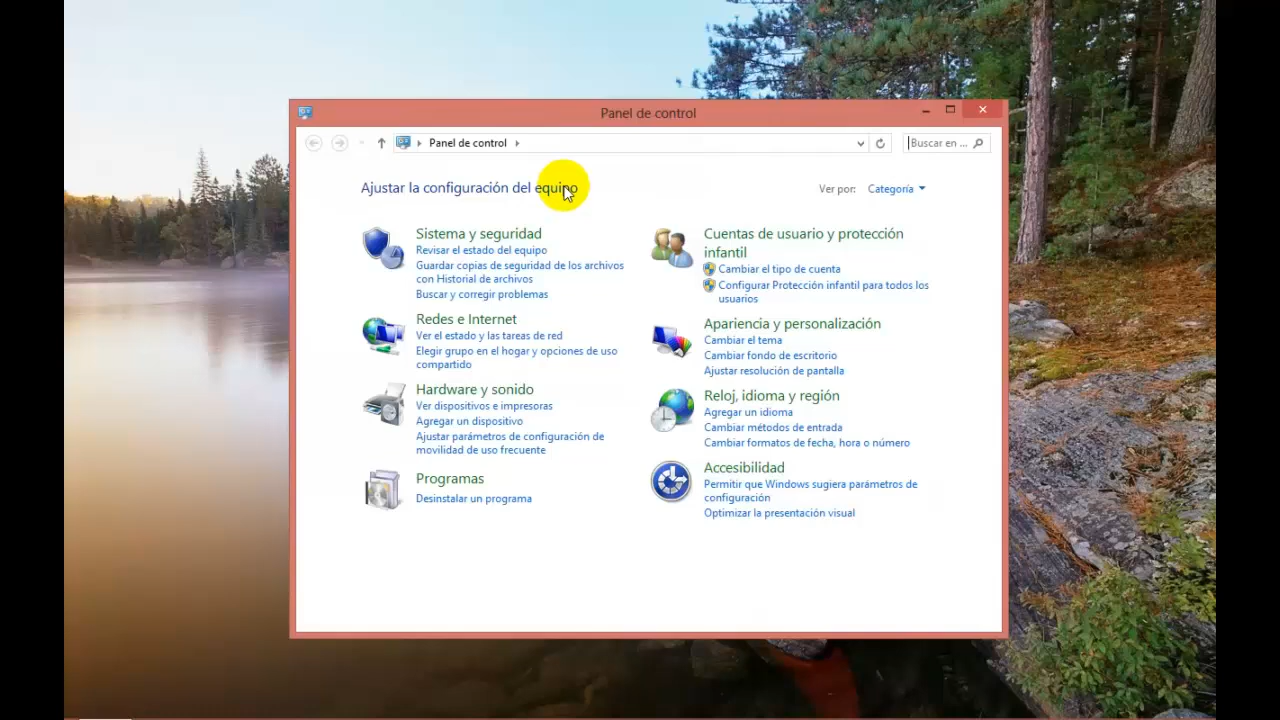 Panel de control
Panel de control
Buscar en ...
Ajustar la configuración del equipo
Ver por: Categoría
Sistema y seguridad
Revisar el estado del equipo
Guardar copias de seguridad de los archivos
con Historial de archivos
Buscar y corregir problemas
Redes e Internet
Ver el estado y las tareas de red
Elegir grupo en el hogar y opciones de uso
compartido
Hardware y sonido
Ver dispositivos e impresoras
Agregar un dispositivo
Ajustar parámetros de configuración de
movilidad de uso frecuente
Programas
Desinstalar un programa
Cuentas de usuario y protección
infantil
Cambiar el tipo de cuenta
Configurar Protección infantil para todos los
usuarios
Apariencia y personalización
Cambiar el tema
Cambiar fondo de escritorio
Ajustar resolución de pantalla
Reloj, idioma y región
Agregar un idioma
Cambiar métodos de entrada
Cambiar formatos de fecha, hora o número
Accesibilidad
Permitir que Windows sugiera parámetros de
configuración
Optimizar la presentación visual